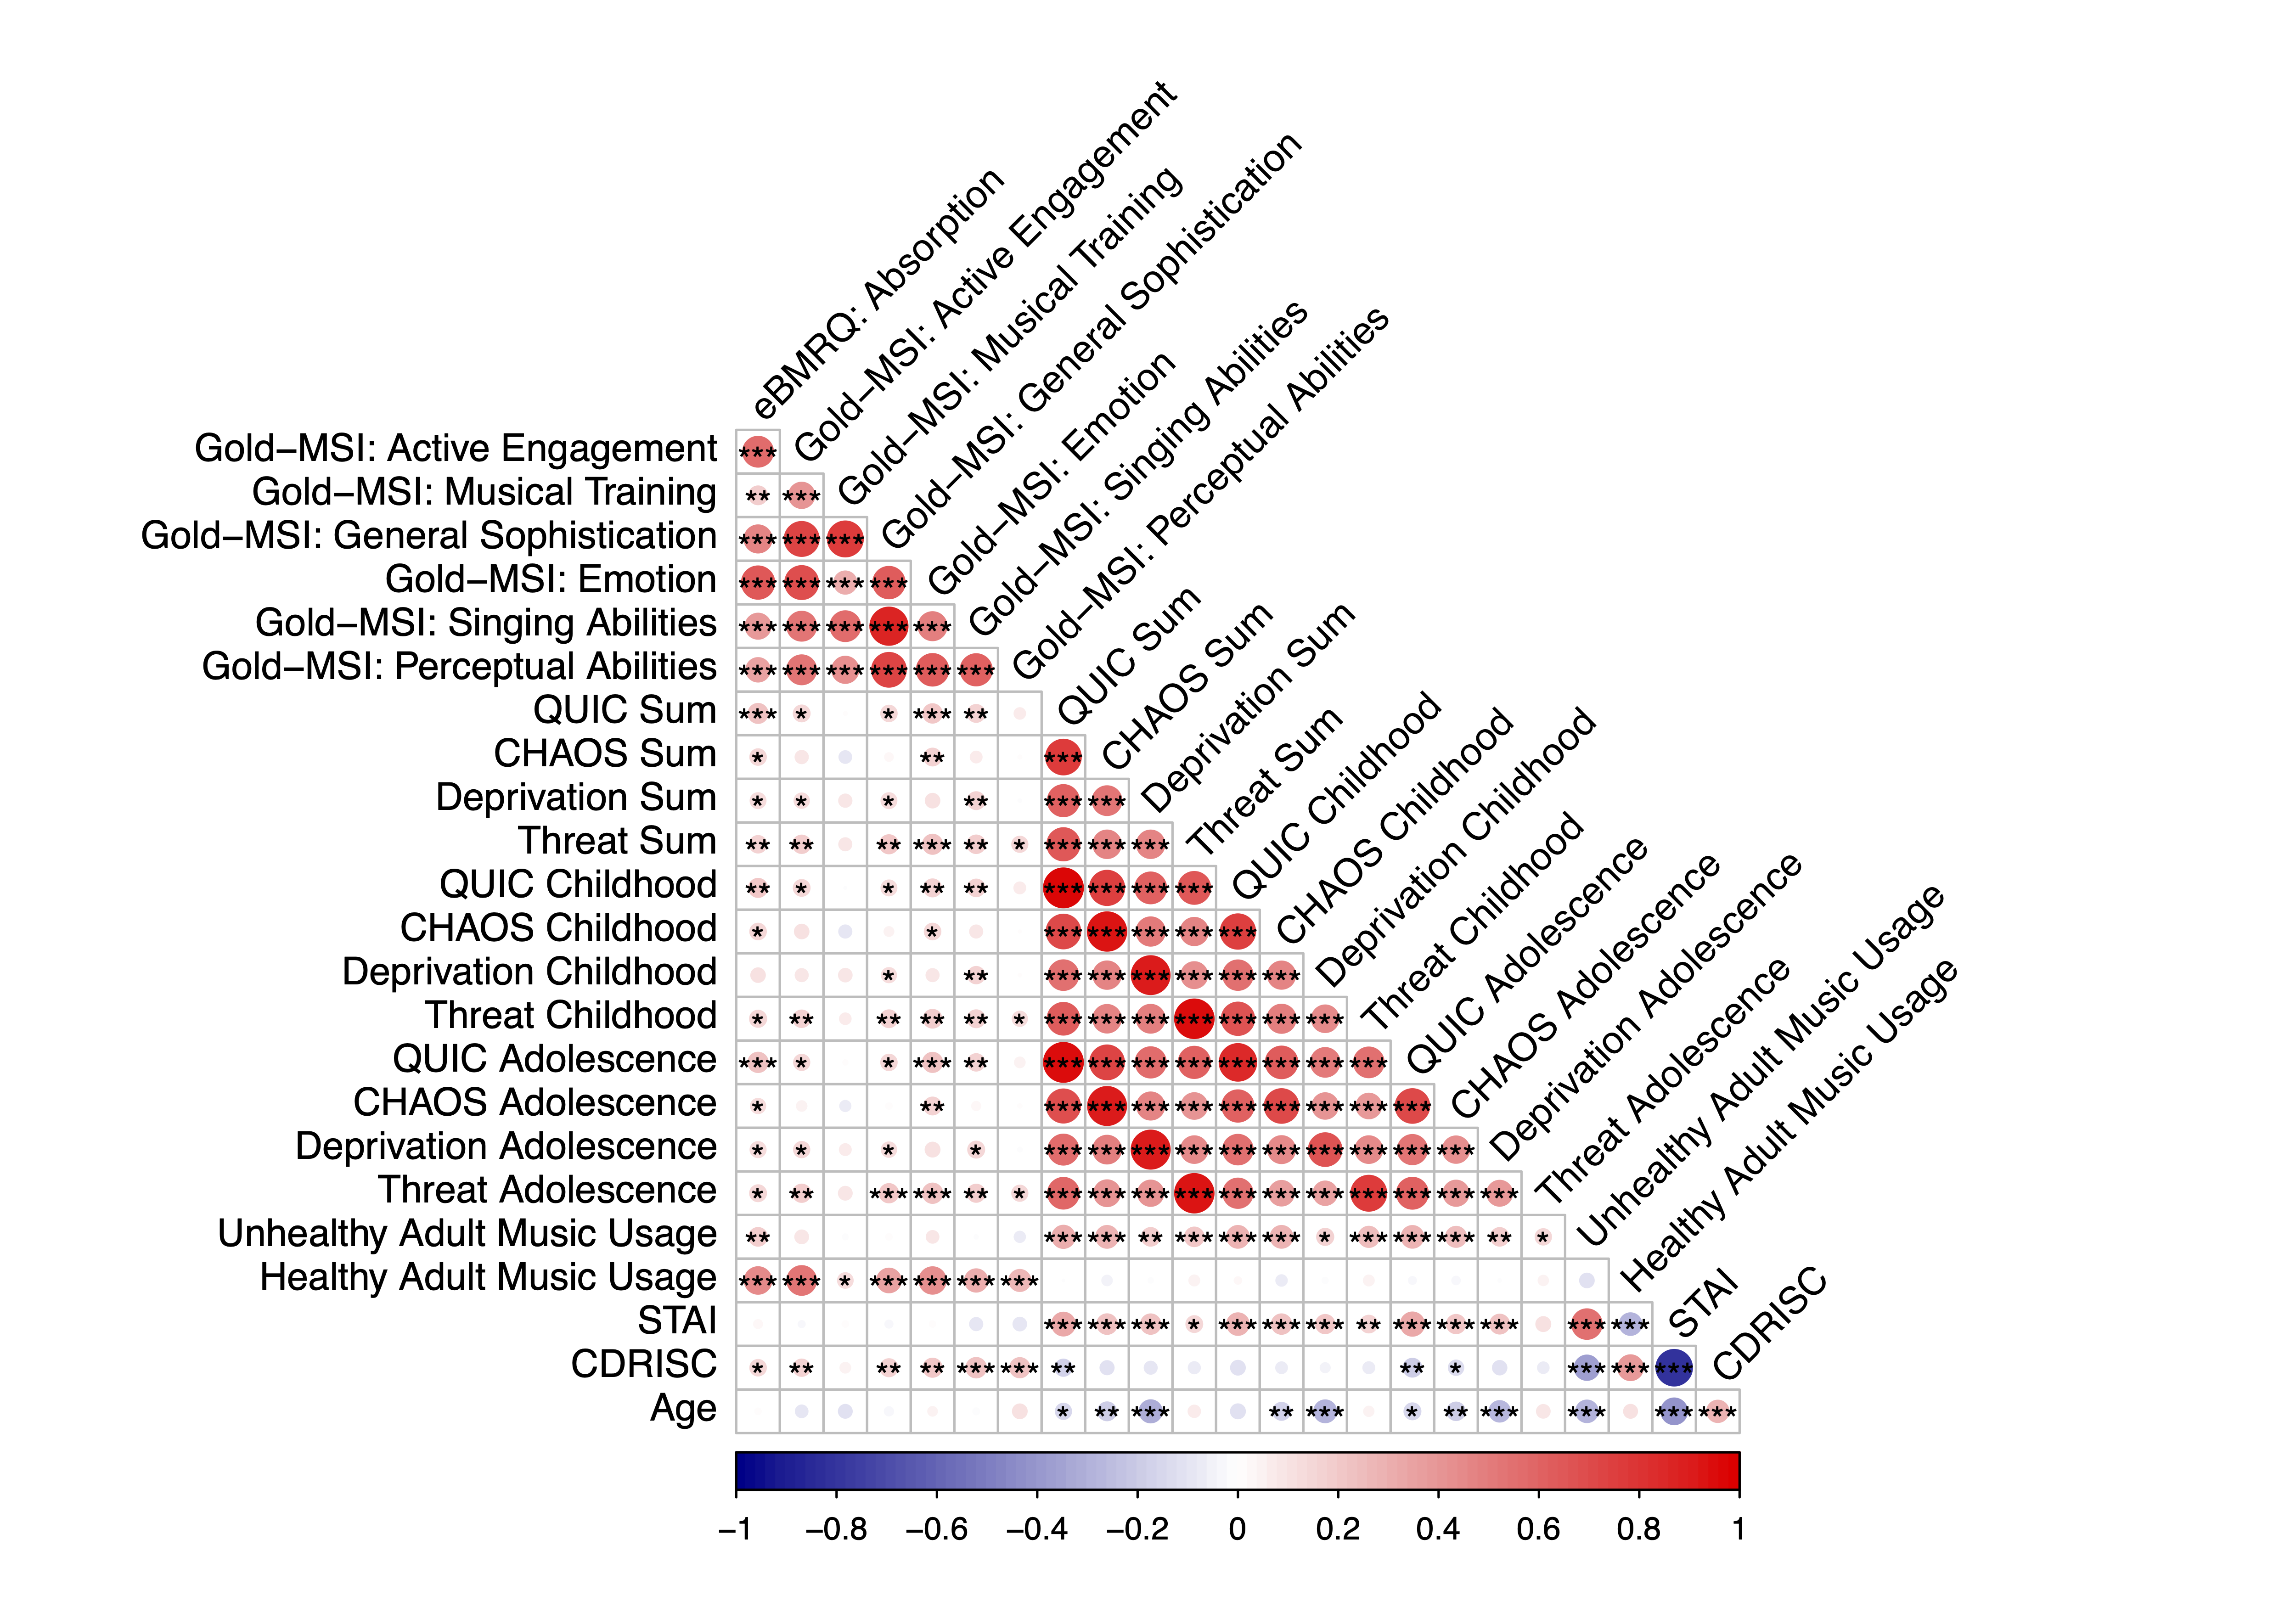 eBMRQ: Absorption
Gold−MSI: Active Engagement
Gold−MSI: Musical Training
Gold−MSI: General Sophistication
Gold−MSI: Emotion
Gold−MSI: Singing Abilities
Gold−MSI: Perceptual Abilities
QUIC Sum
CHAOS Sum
Deprivation Sum
Threat Sum
QUIC Childhood
CHAOS Childhood
Deprivation Childhood
Threat Childhood
QUIC Adolescence
CHAOS Adolescence
Deprivation Adolescence
Threat Adolescence
Unhealthy Adult Music Usage
Healthy Adult Music Usage
STAI
CDRISC
Gold−MSI: Active Engagement ***
Gold−MSI: Musical Training ** ***
Gold−MSI: General Sophistication *** *** ***
Gold−MSI: Emotion *** *** *** ***
Gold−MSI: Singing Abilities *** *** *** *** ***
Gold−MSI: Perceptual Abilities *** *** *** *** *** ***
QUIC Sum *** * * *** **
CHAOS Sum * ** ***
Deprivation Sum * * * ** *** ***
Threat Sum ** ** ** *** ** * *** *** ***
QUIC Childhood ** * * ** ** *** *** *** ***
CHAOS Childhood * * *** *** *** *** ***
Deprivation Childhood * ** *** *** *** *** *** ***
Threat Childhood * ** ** ** ** * *** *** *** *** *** *** ***
QUIC Adolescence *** * * *** ** *** *** *** *** *** *** *** ***
CHAOS Adolescence * ** *** *** *** *** *** *** *** *** ***
Deprivation Adolescence * * * * *** *** *** *** *** *** *** *** *** ***
Threat Adolescence * ** *** *** ** * *** *** *** *** *** *** *** *** *** *** ***
Unhealthy Adult Music Usage ** *** *** ** *** *** *** * *** *** *** ** *
Healthy Adult Music Usage *** *** * *** *** *** ***
STAI *** *** *** * *** *** *** ** *** *** *** *** ***
CDRISC * ** ** ** *** *** ** ** * *** *** ***
Age * ** *** ** *** * ** *** *** *** ***
−1 −0.8 −0.6 −0.4 −0.2 0 0.2 0.4 0.6 0.8 1